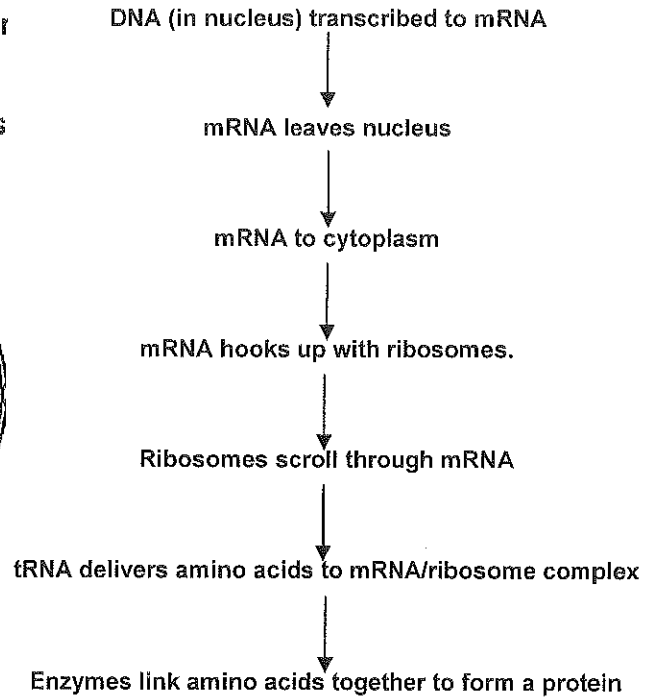 r
DNA (in nucleus) transcribed to mRNA
mRNA leaves nucleus
s
mRNA to cytoplasm
mRNA hooks up with ribosomes.
Ribosomes scroll through mRNA
tRNA delivers amino acids to mRNA/ribosome complex
Enzymes link amino acids together to form a protein